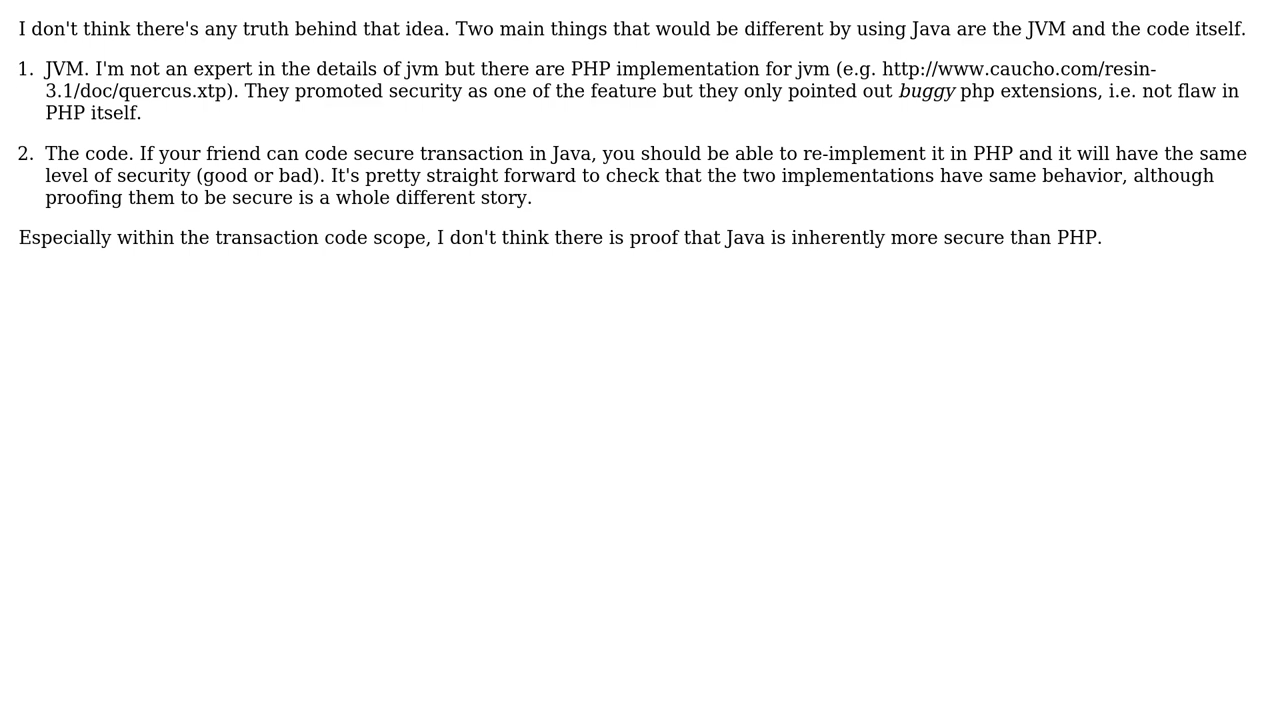 I don't think there's any truth behind that idea. Two main things that would be different by using Java are the JVM and the code itself.
1. JVM. I'm not an expert in the details of jvm but there are PHP implementation for jvm (e.g. http://www.caucho.com/resin-
3.1/doc/quercus.xtp). They promoted security as one of the feature but they only pointed out buggy php extensions, i.e. not flaw in
PHP itself.
2. The code. If your friend can code secure transaction in Java, you should be able to re-implement it in PHP and it will have the same
level of security (good or bad). It's pretty straight forward to check that the two implementations have same behavior, although
proofing them to be secure is a whole different story.
Especially within the transaction code scope, I don't think there is proof that Java is inherently more secure than PHP.